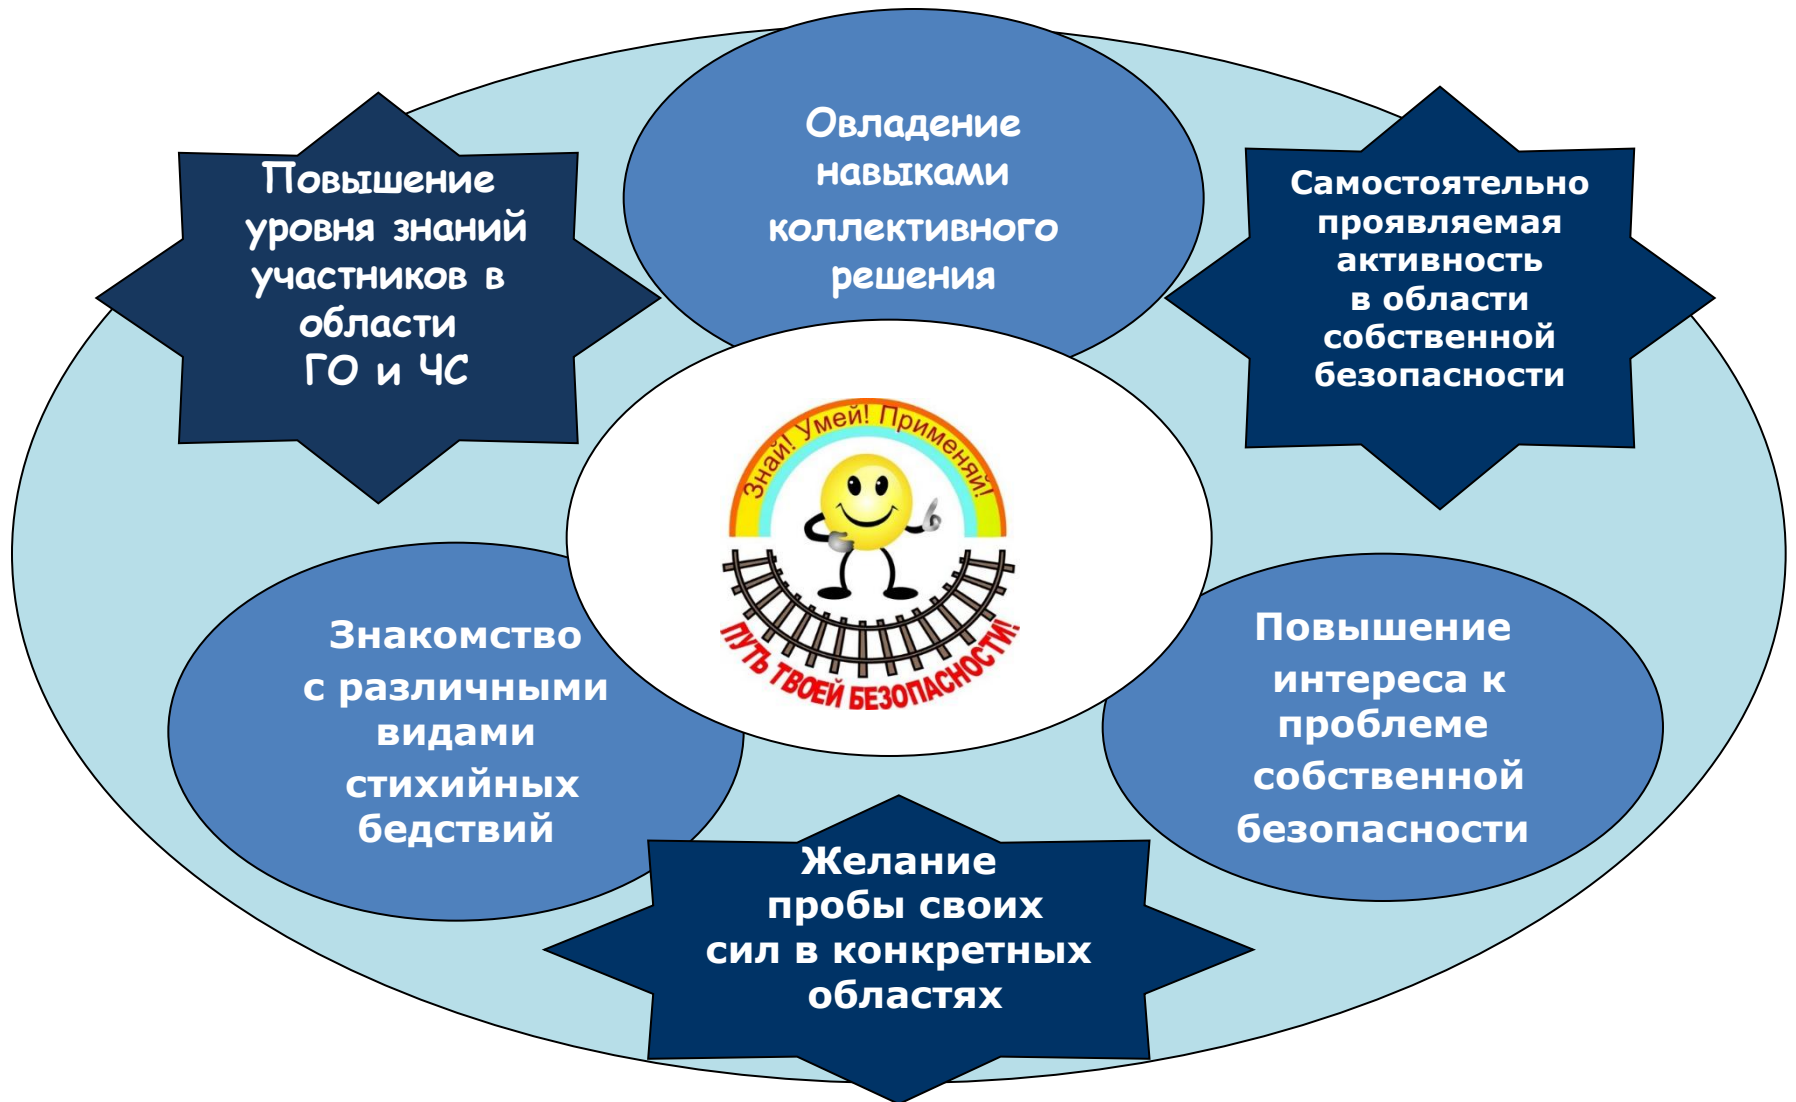 Овладение
навыками
коллективного
решения
Повышение
уровня знаний
участников в
области
ГО и ЧС
Самостоятельно
проявляемая
активность
в области
собственной
безопасности
Знай! Умей! Применяй!
ПУТЬ ТВОЕЙ БЕЗОПАСНОСТИ!
Знакомство
с различными
видами
стихийных
бедствий
Повышение
интереса к
проблеме
собственной
безопасности
Желание
пробы своих
сил в конкретных
областях